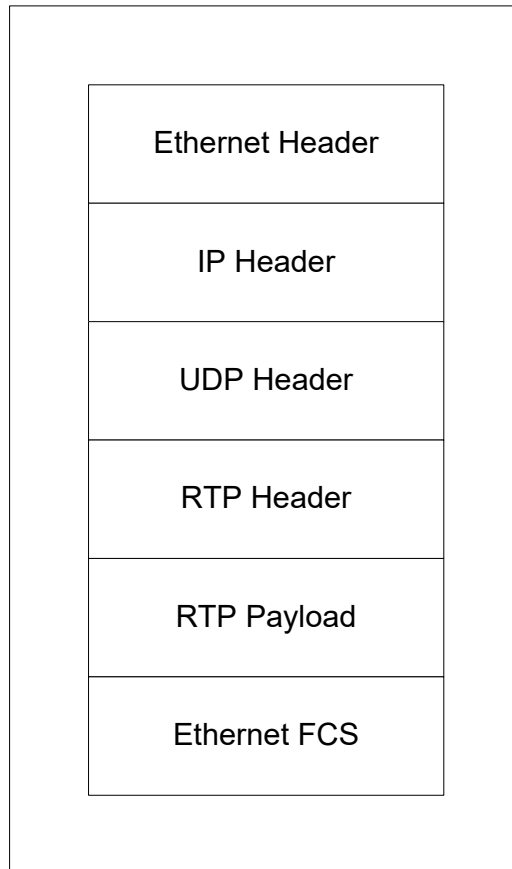 Ethernet Header
IP Header
UDP Header
RTP Header
RTP Payload
Ethernet FCS